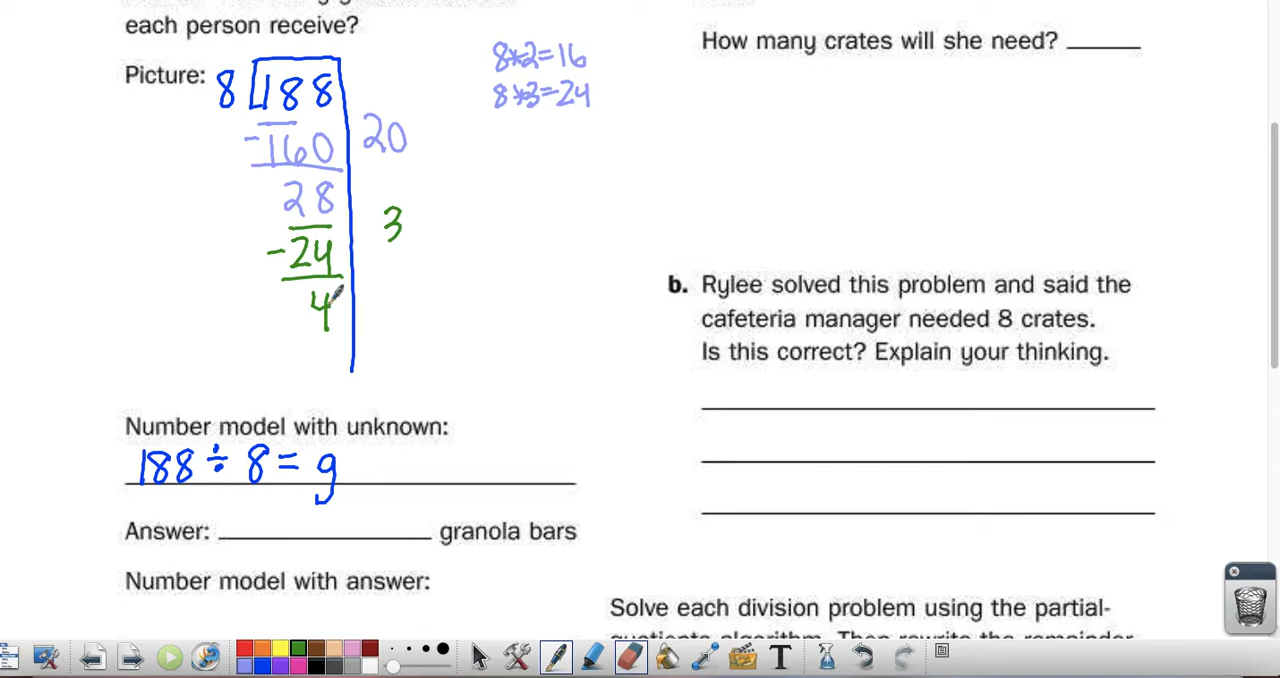 each person receive?
Picture: 8 188
-160 20
28
-24 3
4
8*2=16
8*3=24
Number model with unknown:
188 ÷ 8 = g
Answer: granola bars
Number model with answer:
How many crates will she need?
b. Rylee solved this problem and said the
cafeteria manager needed 8 crates.
Is this correct? Explain your thinking.
Solve each division problem using the partial-
T